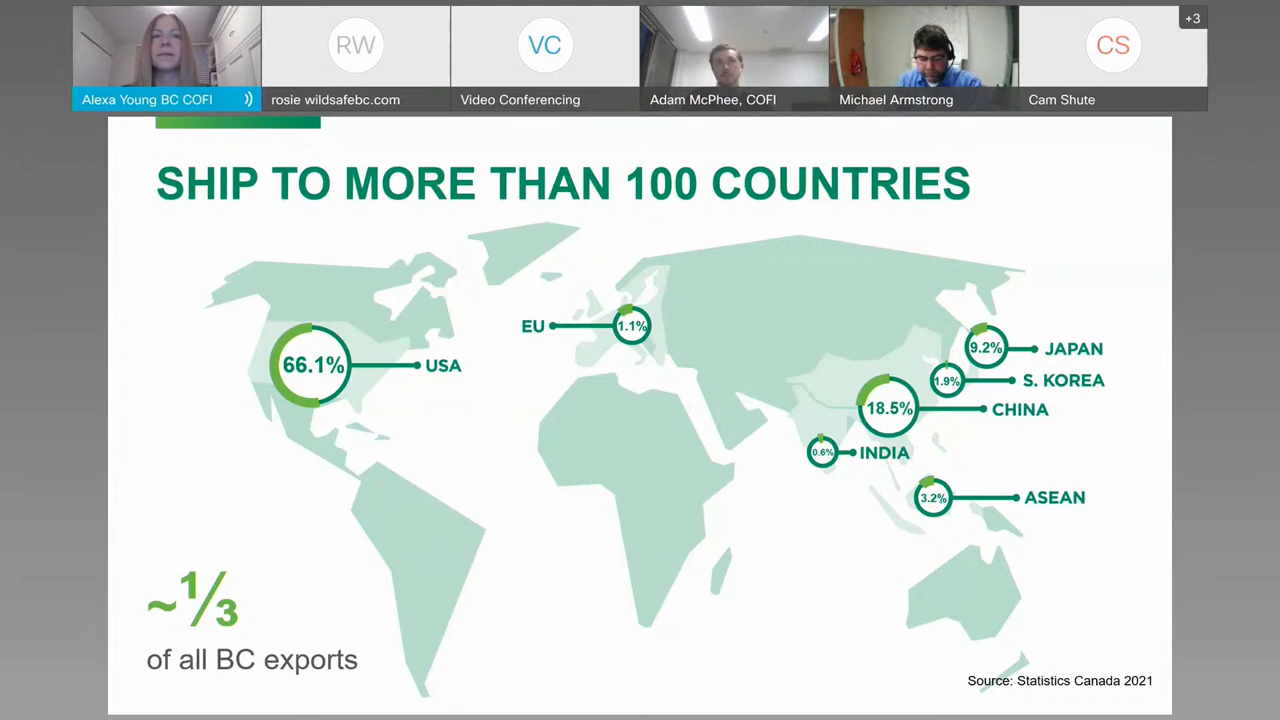 RW
VC
CS
+3
Alexa Young BC COFI
rosie wildsafebc.com
Video Conferencing
Adam McPhee, COFI
Michael Armstrong
Cam Shute
SHIP TO MORE THAN 100 COUNTRIES
EU
1.1%
66.1%
USA
9.2%
JAPAN
1.9%
S. KOREA
18.5%
CHINA
0.6%
INDIA
3.2%
ASEAN
~⅓
of all BC exports
Source: Statistics Canada 2021